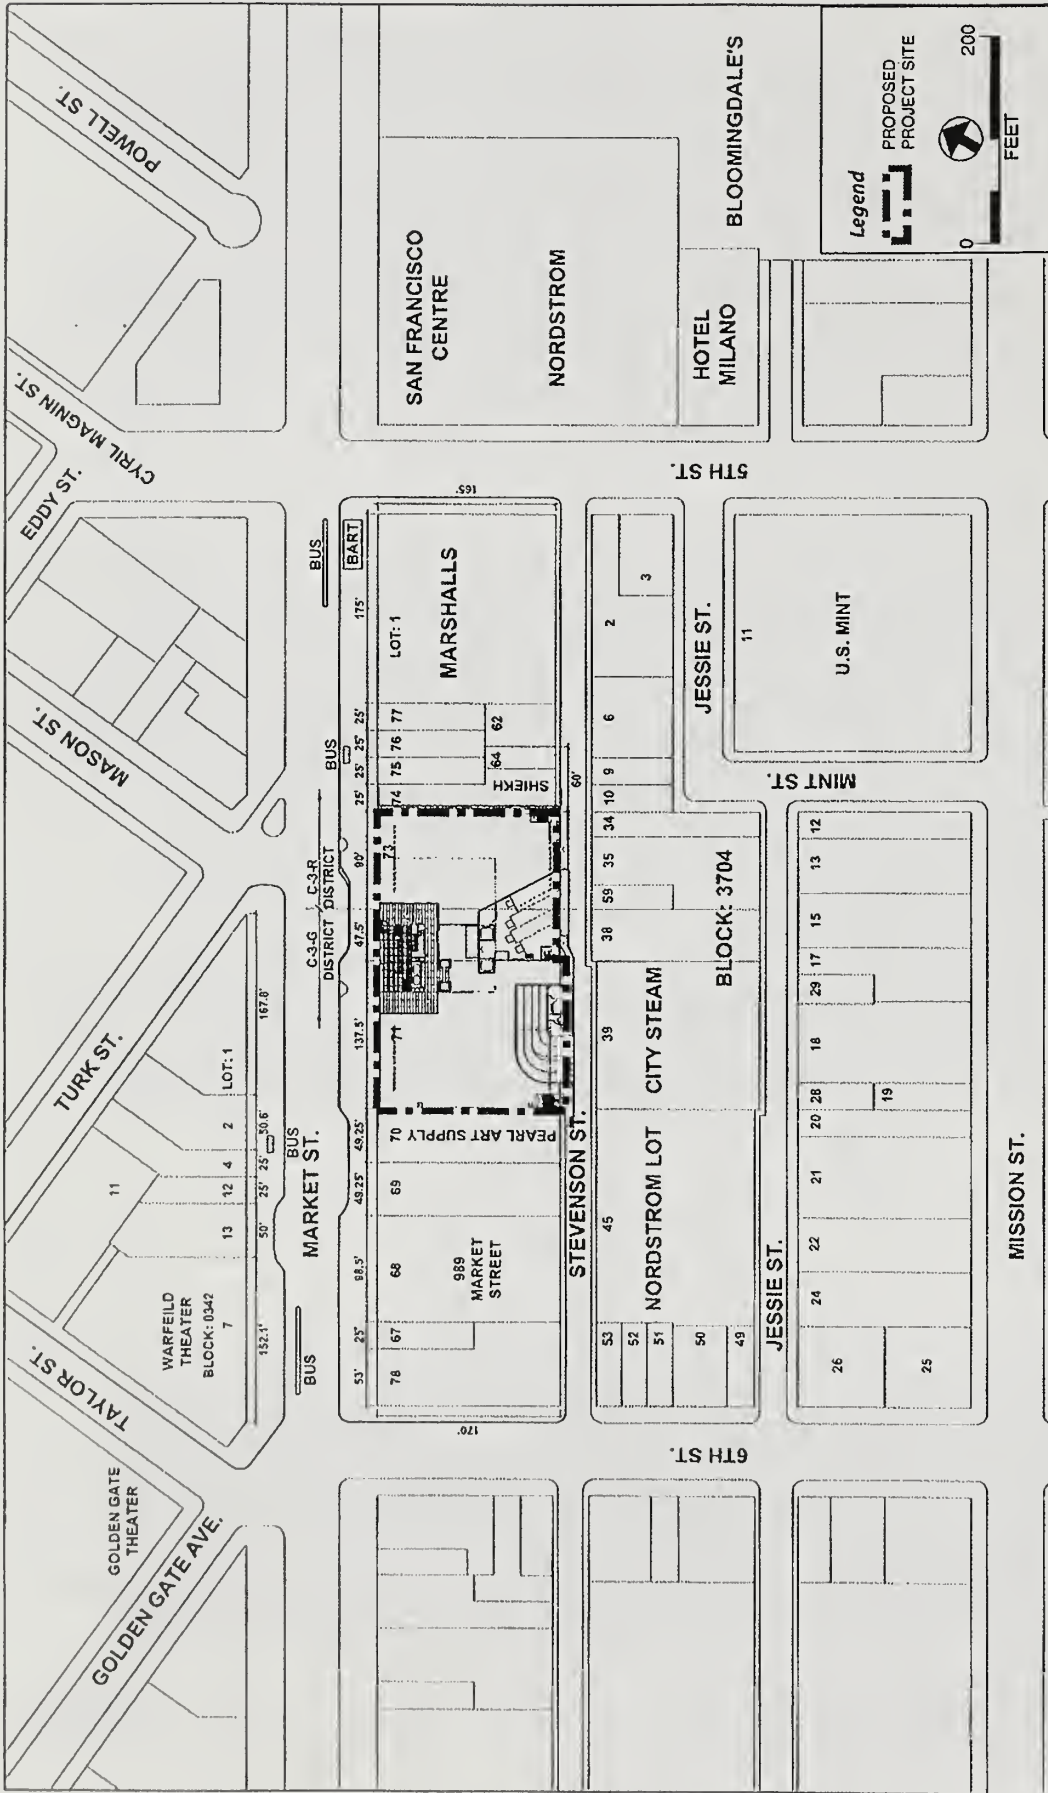 POWELL ST.
CYRIL MAGNIN ST.
EDDY ST.
MASON ST.
TURK ST.
TAYLOR ST.
GOLDEN GATE
THEATER
GOLDEN GATE AVE.
WARFEILD
THEATER
BLOCK: 0342
7
11
13
12
4
2
LOT: 1
152.1'
50'
25'
25'
50.6'
167.8'
BUS
BUS
BUS
BUS
MARKET ST.
C-3-G
DISTRICT
C-3-R
DISTRICT
BART
53'
25'
98.5'
49.25'
49.25'
137.5'
47.5'
90'
25'
25'
25'
25'
175'
165'
170'
78
67
68
69
70
71
73
74
75
76
77
LOT: 1
64
62
989
MARKET
STREET
PEARL ART SUPPLY
SHIEKH
MARSHALLS
60'
SAN FRANCISCO
CENTRE
NORDSTROM
HOTEL
MILANO
BLOOMINGDALE'S
STEVENSON ST.
5TH ST.
6TH ST.
53
52
51
50
49
45
NORDSTROM LOT
39
CITY STEAM
38
59
35
34
10
9
6
2
3
BLOCK: 3704
JESSIE ST.
JESSIE ST.
MINT ST.
11
U.S. MINT
26
25
24
22
21
20
28
19
18
29
17
15
13
12
MISSION ST.
Legend
PROPOSED
PROJECT SITE
0
200
FEET